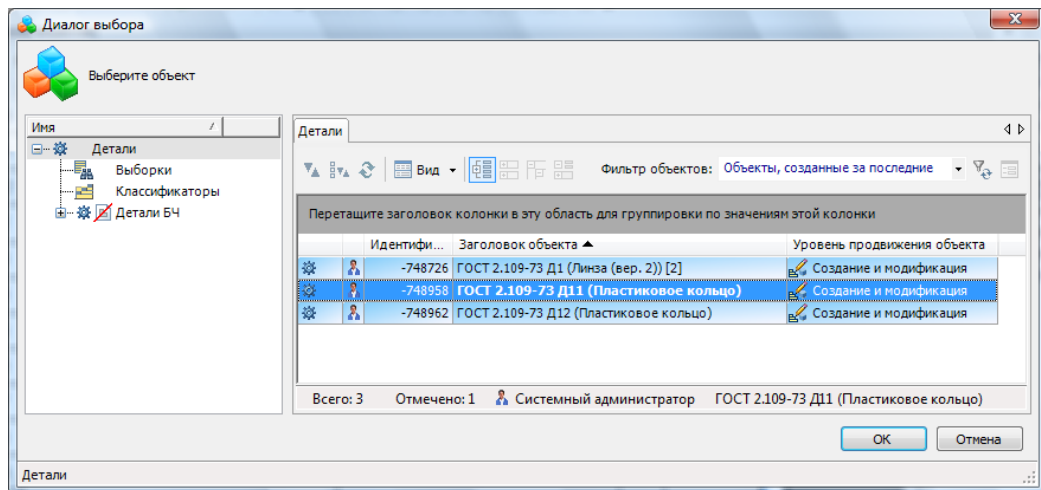 Диалог выбора
Выберите объект
Имя
Детали
Выборки
Классификаторы
Детали БЧ
Детали
Вид
Фильтр объектов: Объекты, созданные за последние
Перетащите заголовок колонки в эту область для группировки по значениям этой колонки
Идентифи... Заголовок объекта Уровень продвижения объекта
-748726 ГОСТ 2.109-73 Д1 (Линза (вер. 2)) [2] Создание и модификация
-748958 ГОСТ 2.109-73 Д11 (Пластиковое кольцо) Создание и модификация
-748962 ГОСТ 2.109-73 Д12 (Пластиковое кольцо) Создание и модификация
Всего: 3 Отмечено: 1 Системный администратор ГОСТ 2.109-73 Д11 (Пластиковое кольцо)
ОК Отмена
Детали